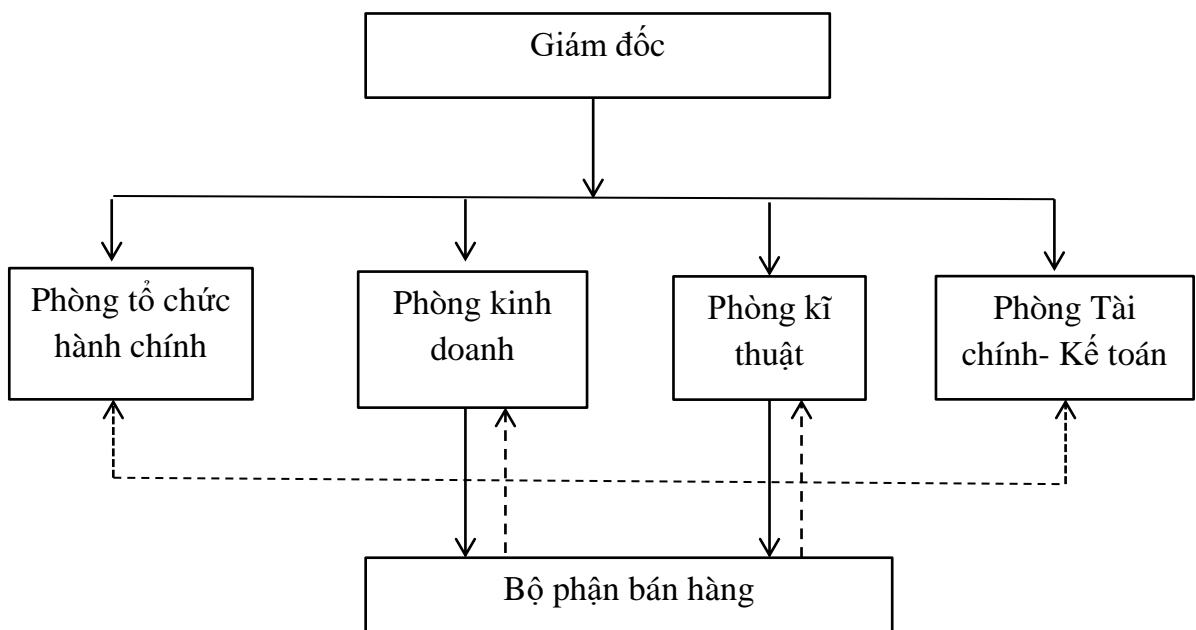 Giám đốc
Phòng tổ chức
hành chính
Phòng kinh
doanh
Phòng kĩ
thuật
Phòng Tài
chính- Kế toán
Bộ phận bán hàng